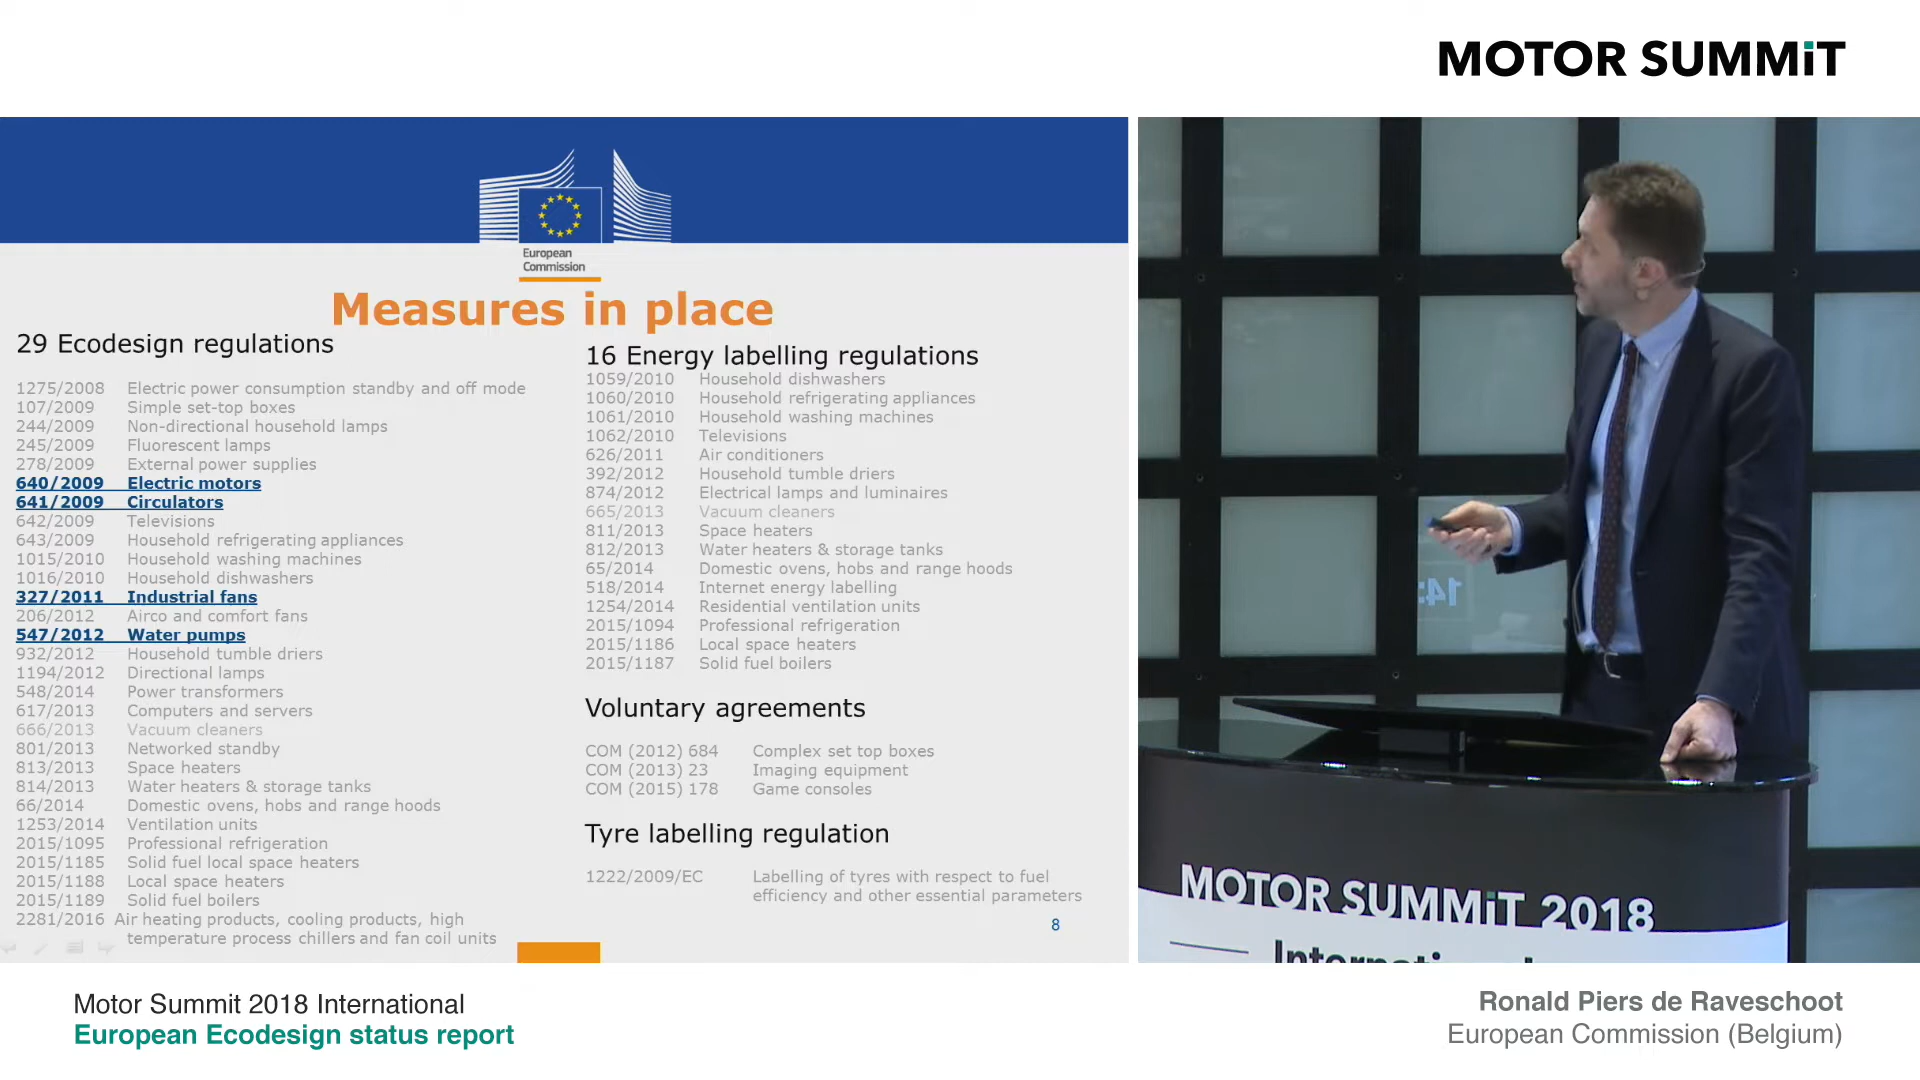 MOTOR SUMMiT
European
Commission
Measures in place
29 Ecodesign regulations
1275/2008 Electric power consumption standby and off mode
107/2009 Simple set-top boxes
244/2009 Non-directional household lamps
245/2009 Fluorescent lamps
278/2009 External power supplies
640/2009 Electric motors
641/2009 Circulators
642/2009 Televisions
643/2009 Household refrigerating appliances
1015/2010 Household washing machines
1016/2010 Household dishwashers
327/2011 Industrial fans
206/2012 Airco and comfort fans
547/2012 Water pumps
932/2012 Household tumble driers
1194/2012 Directional lamps
548/2014 Power transformers
617/2013 Computers and servers
666/2013 Vacuum cleaners
801/2013 Networked standby
813/2013 Space heaters
814/2013 Water heaters & storage tanks
66/2014 Domestic ovens, hobs and range hoods
1253/2014 Ventilation units
2015/1095 Professional refrigeration
2015/1185 Solid fuel local space heaters
2015/1188 Local space heaters
2015/1189 Solid fuel boilers
2281/2016 Air heating products, cooling products, high
temperature process chillers and fan coil units
16 Energy labelling regulations
1059/2010 Household dishwashers
1060/2010 Household refrigerating appliances
1061/2010 Household washing machines
1062/2010 Televisions
626/2011 Air conditioners
392/2012 Household tumble driers
874/2012 Electrical lamps and luminaires
665/2013 Vacuum cleaners
811/2013 Space heaters
812/2013 Water heaters & storage tanks
65/2014 Domestic ovens, hobs and range hoods
518/2014 Internet energy labelling
1254/2014 Residential ventilation units
2015/1094 Professional refrigeration
2015/1186 Local space heaters
2015/1187 Solid fuel boilers
Voluntary agreements
COM (2012) 684 Complex set top boxes
COM (2013) 23 Imaging equipment
COM (2015) 178 Game consoles
Tyre labelling regulation
1222/2009/EC Labelling of tyres with respect to fuel
efficiency and other essential parameters
8
MOTOR SUMMiT 2018
Motor Summit 2018 International
European Ecodesign status report
Ronald Piers de Raveschoot
European Commission (Belgium)